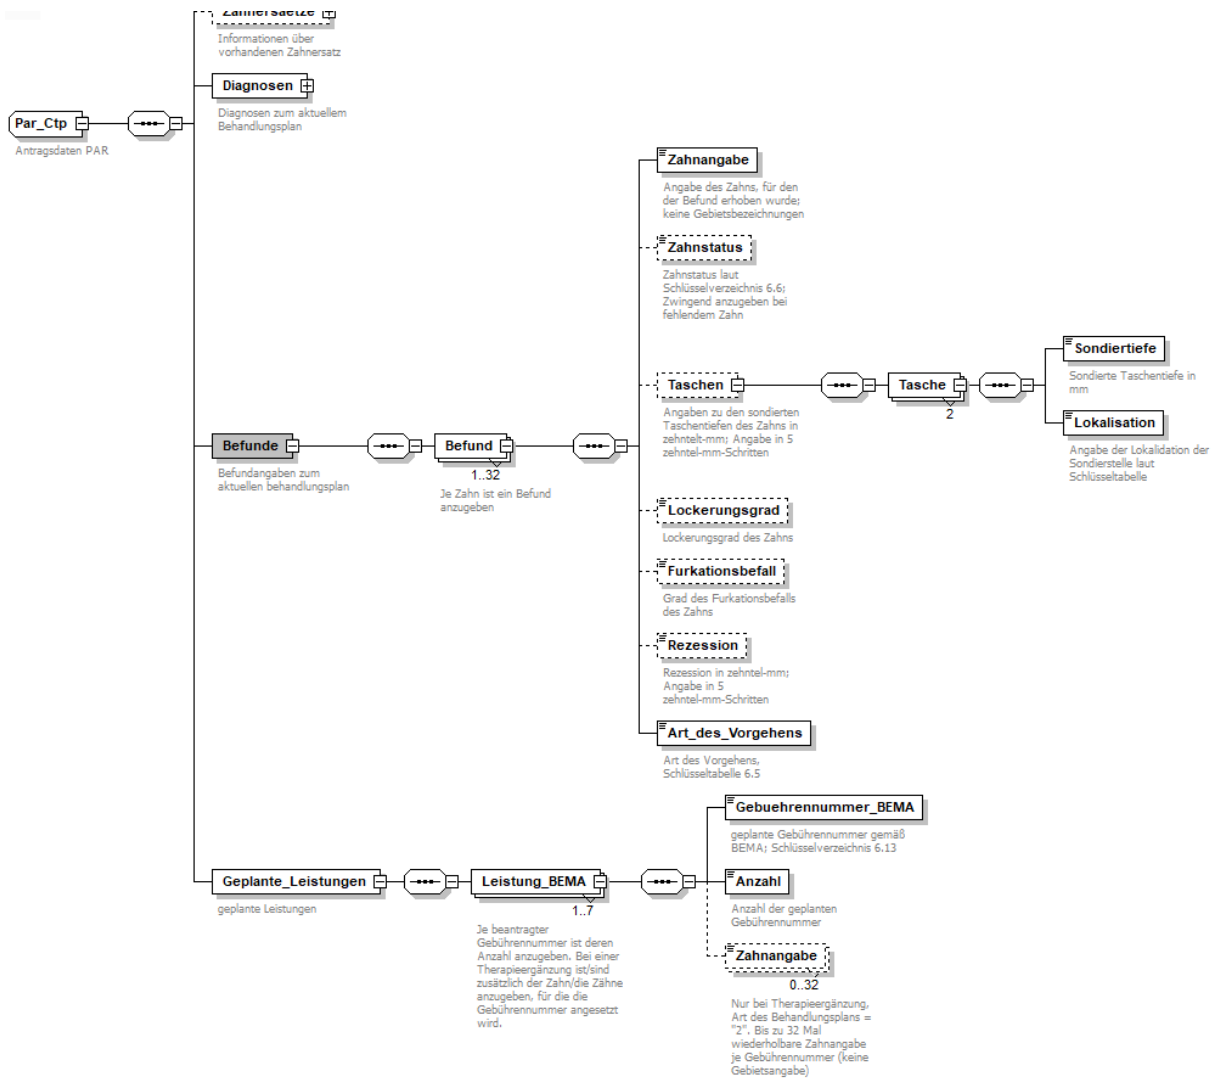 Zahnersaetze
Informationen über
vorhandenen Zahnersatz
Diagnosen
Diagnosen zum aktuellem
Behandlungsplan
Par_Ctp
Antragsdaten PAR
Zahnangabe
Angabe des Zahns, für den
der Befund erhoben wurde;
keine Gebietsbezeichnungen
Zahnstatus
Zahnstatus laut
Schlüsselverzeichnis 6.6;
Zwingend anzugeben bei
fehlendem Zahn
Taschen
Angaben zu den sondierten
Taschentiefen des Zahns in
zehntelt-mm; Angabe in 5
zehntel-mm-Schritten
Tasche
2
Sondiertiefe
Sondierte Taschentiefe in
mm
Lokalisation
Angabe der Lokalidation der
Sondierstelle laut
Schlüsseltabelle
Befunde
Befundangaben zum
aktuellen behandlungsplan
Befund
1..32
Je Zahn ist ein Befund
anzugeben
Lockerungsgrad
Lockerungsgrad des Zahns
Furkationsbefall
Grad des Furkationsbefalls
des Zahns
Rezession
Rezession in zehntel-mm;
Angabe in 5
zehntel-mm-Schritten
Art_des_Vorgehens
Art des Vorgehens,
Schlüsseltabelle 6.5
Geplante_Leistungen
geplante Leistungen
Leistung_BEMA
1..7
Je beantragter
Gebührennummer ist deren
Anzahl anzugeben. Bei einer
Therapieergänzung ist/sind
zusätzlich der Zahn/die Zähne
anzugeben, für die die
Gebührennummer angesetzt
wird.
Gebuehrennummer_BEMA
geplante Gebührennummer gemäß
BEMA; Schlüsselverzeichnis 6.13
Anzahl
Anzahl der geplanten
Gebührennummer
Zahnangabe
0..32
Nur bei Therapieergänzung,
Art des Behandlungsplans =
"2". Bis zu 32 Mal
wiederholbare Zahnangabe
je Gebührennummer (keine
Gebietsangabe)